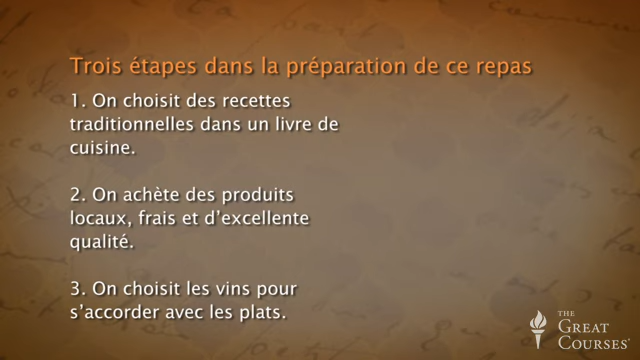 Trois étapes dans la préparation de ce repas
1. On choisit des recettes
traditionnelles dans un livre de
cuisine.
2. On achète des produits
locaux, frais et d’excellente
qualité.
3. On choisit les vins pour
s’accorder avec les plats.
THE
GREAT
COURSES®